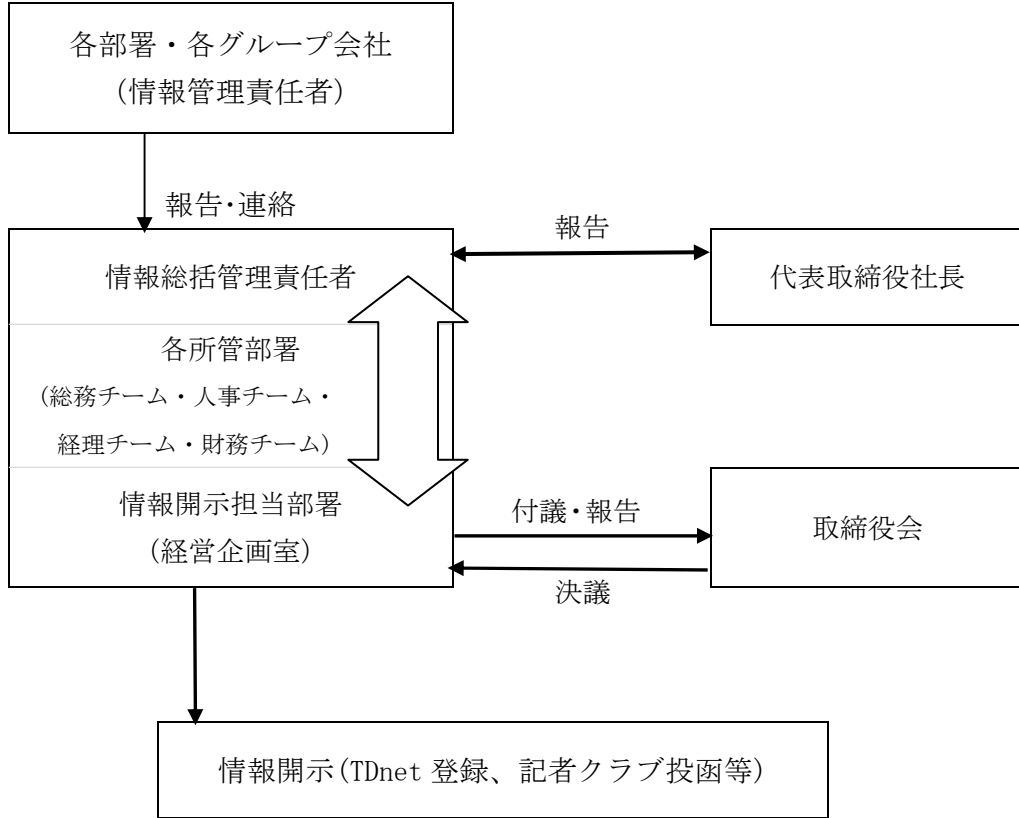 各部署・各グループ会社
(情報管理責任者)
報告･連絡
情報総括管理責任者
報告
代表取締役社長
各所管部署
(総務チーム・人事チーム・
経理チーム・財務チーム)
情報開示担当部署
(経営企画室)
付議･報告
取締役会
決議
情報開示(TDnet 登録、記者クラブ投函等)